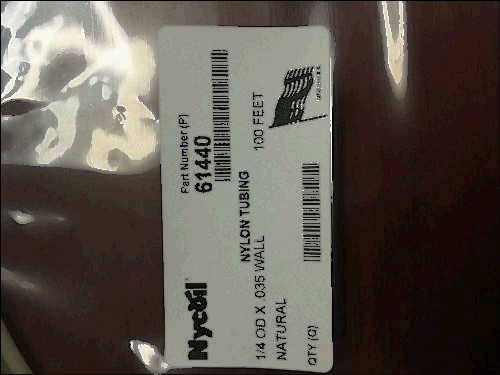 Nycoil
Part Number (P)
61440
NYLON TUBING
1/4 OD X .035 WALL
100 FEET
NATURAL
QTY (Q)